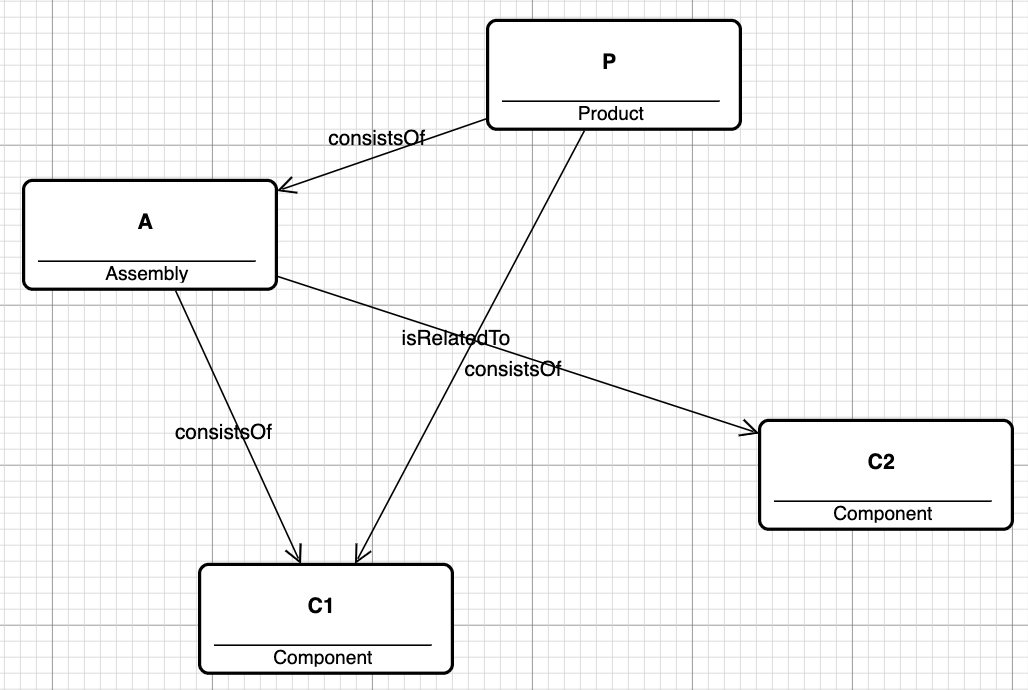 P
Product
consistsOf
A
Assembly
isRelatedTo
consistsOf
consistsOf
C2
Component
C1
Component